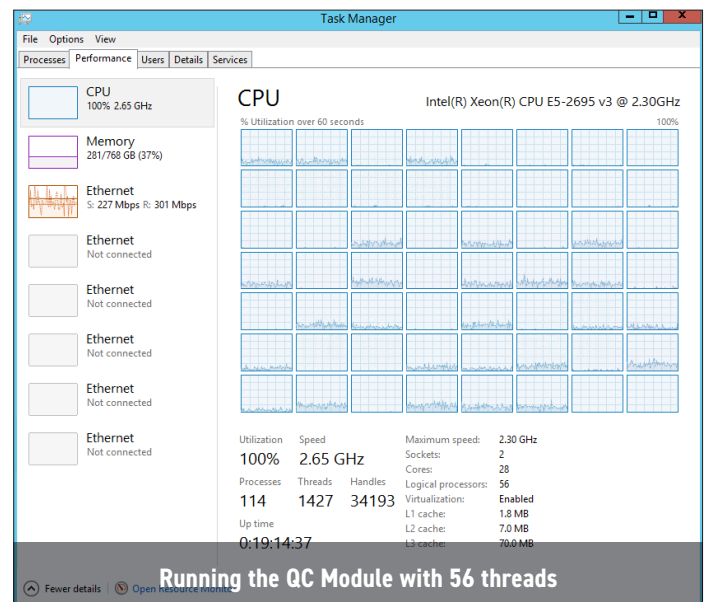 Task Manager
File Options View
Processes Performance Users Details Services
CPU
100% 2.65 GHz
Memory
281/768 GB (37%)
Ethernet
S: 227 Mbps R: 301 Mbps
Ethernet
Not connected
Ethernet
Not connected
Ethernet
Not connected
Ethernet
Not connected
Ethernet
Not connected
CPU
Intel(R) Xeon(R) CPU E5-2695 v3 @ 2.30GHz
% Utilization over 60 seconds 100%
Utilization Speed
100% 2.65 GHz
Processes Threads Handles
114 1427 34193
Up time
0:19:14:37
Maximum speed: 2.30 GHz
Sockets: 2
Cores: 28
Logical processors: 56
Virtualization: Enabled
L1 cache: 1.8 MB
L2 cache: 7.0 MB
L3 cache: 70.0 MB
Running the QC Module with 56 threads
Fewer details Open Resource Monitor